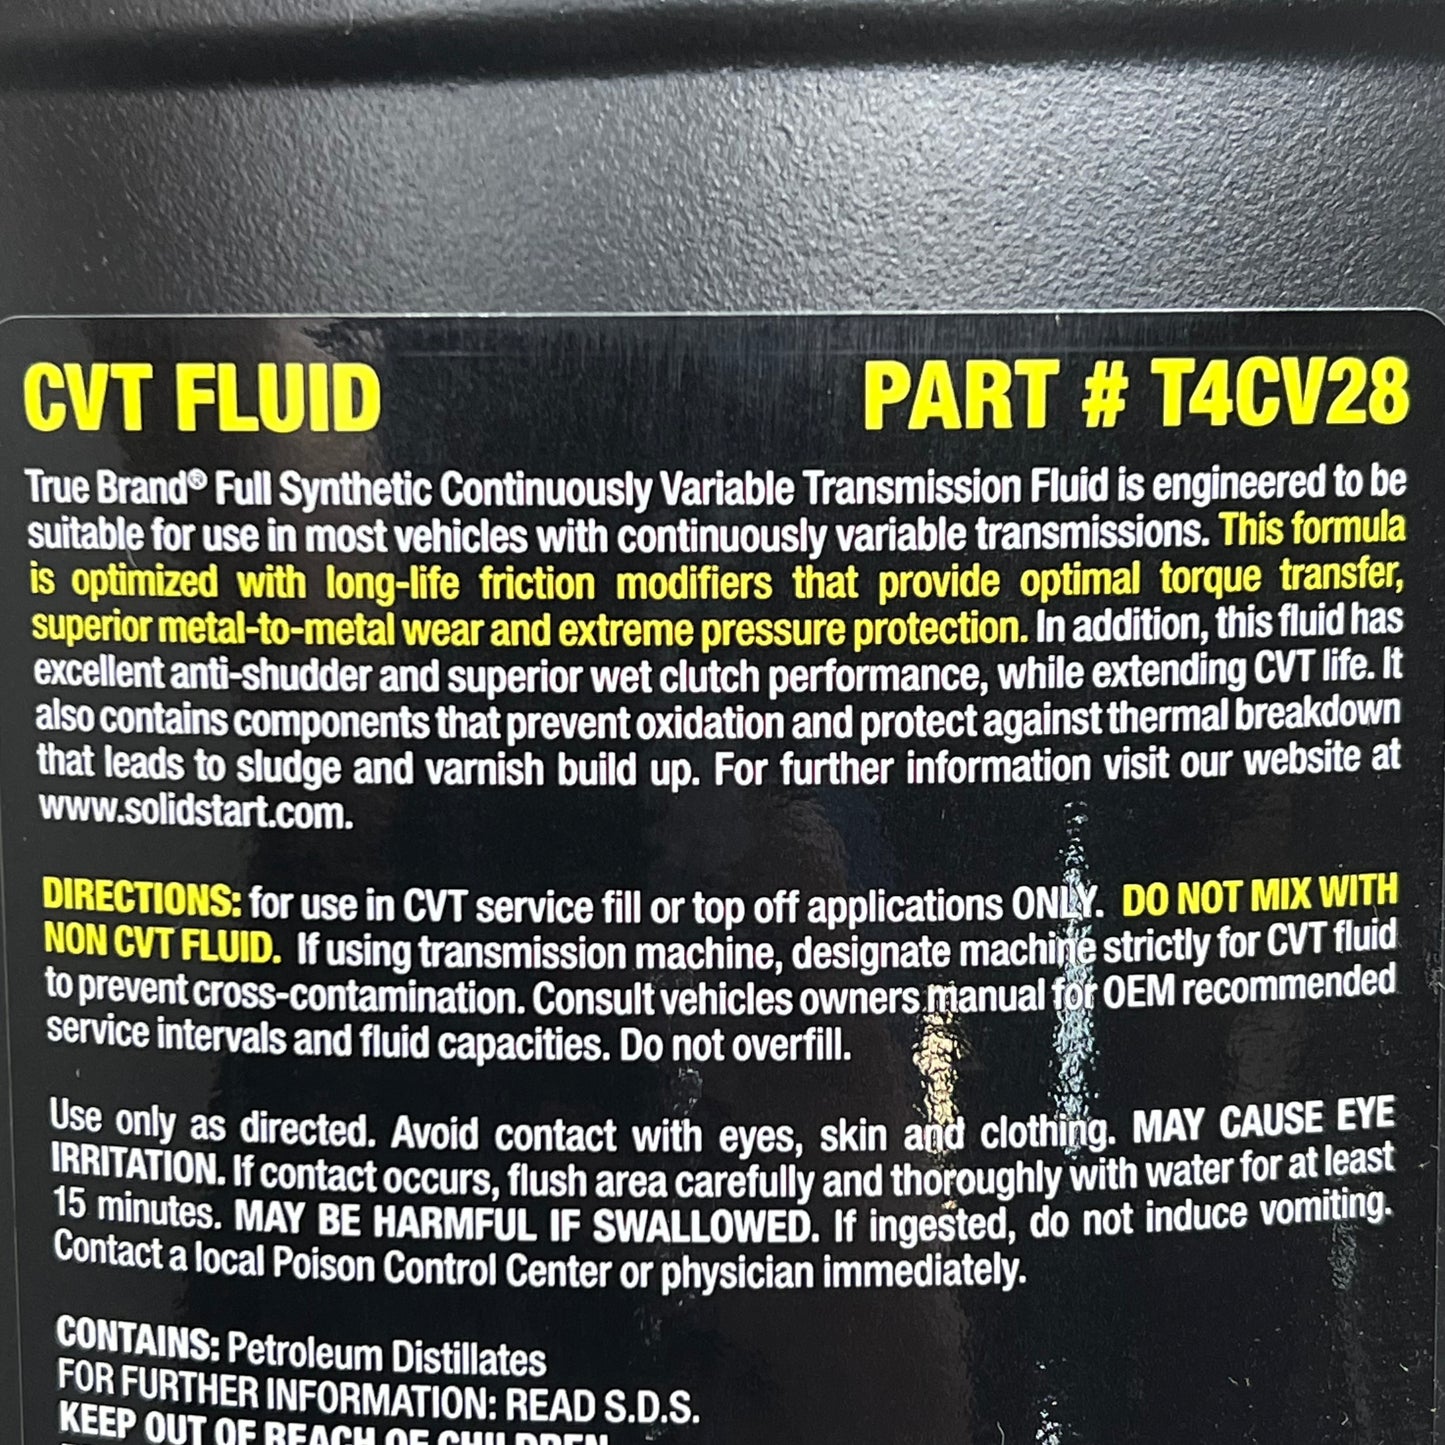 CVT FLUID PART # T4CV28
True Brand® Full Synthetic Continuously Variable Transmission Fluid is engineered to be
suitable for use in most vehicles with continuously variable transmissions. This formula
is optimized with long-life friction modifiers that provide optimal torque transfer,
superior metal-to-metal wear and extreme pressure protection. In addition, this fluid has
excellent anti-shudder and superior wet clutch performance, while extending CVT life. It
also contains components that prevent oxidation and protect against thermal breakdown
that leads to sludge and varnish build up. For further information visit our website at
www.solidstart.com.
DIRECTIONS: for use in CVT service fill or top off applications ONLY. DO NOT MIX WITH
NON CVT FLUID. If using transmission machine, designate machine strictly for CVT fluid
to prevent cross-contamination. Consult vehicles owners manual for OEM recommended
service intervals and fluid capacities. Do not overfill.
Use only as directed. Avoid contact with eyes, skin and clothing. MAY CAUSE EYE
IRRITATION. If contact occurs, flush area carefully and thoroughly with water for at least
15 minutes. MAY BE HARMFUL IF SWALLOWED. If ingested, do not induce vomiting.
Contact a local Poison Control Center or physician immediately.
CONTAINS: Petroleum Distillates
FOR FURTHER INFORMATION: READ S.D.S.
KEEP OUT OF REACH OF CHILDREN